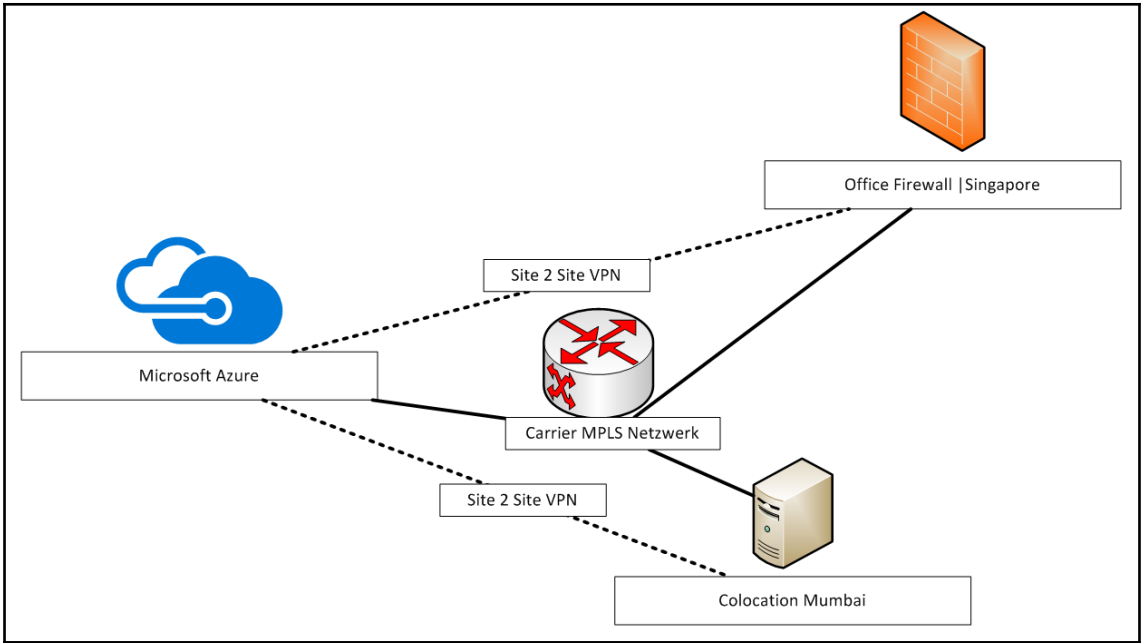 Office Firewall |Singapore
Site 2 Site VPN
Microsoft Azure
Carrier MPLS Netzwerk
Site 2 Site VPN
Colocation Mumbai